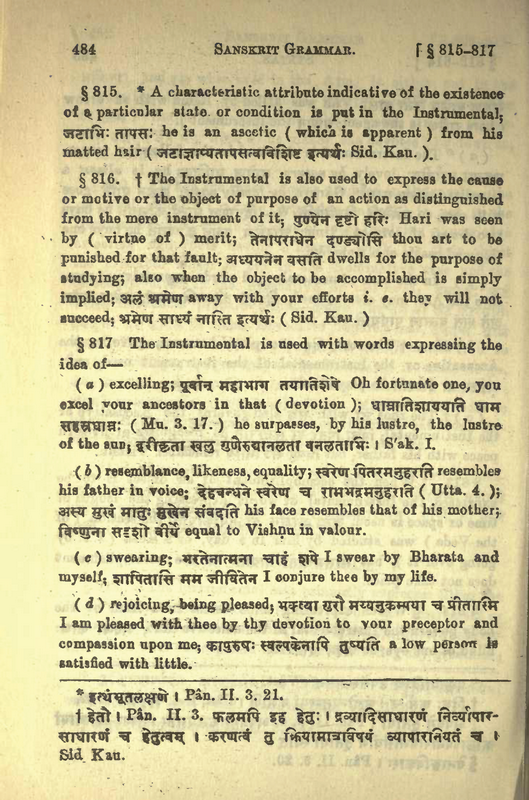 484 SANSKRIT GRAMMAR. [ § 815-817
§ 815. * A characteristic attribute indicative of the existence
of a particular state or condition is put in the Instrumental;
जटाभिः तापसः he is an ascetic ( which is apparent ) from his
matted hair ( जटाज्ञाप्यतापसत्वविशिष्ट इत्यर्थः Sid. Kau. ).
§ 816. † The Instrumental is also used to express the cause
or motive or the object of purpose of an action as distinguished
from the mere instrument of it; पुण्येन दृष्टो हरिः Hari was seen
by ( virtne of ) merit; तेनापराधेन दण्ड्योसि thou art to be
punished for that fault; अध्ययनेन वसति dwells for the purpose of
studying; also when the object to be accomplished is simply
implied; अलं श्रमेण away with your efforts i. e. they will not
succeed; श्रमेण साध्यं नास्ति इत्यर्थः ( Sid. Kau. )
§ 817 The Instrumental is used with words expressing the
idea of—
( a ) excelling; पूर्वान् महाभाग तयातिशेषे Oh fortunate one, you
excel your ancestors in that ( devotion ); धाम्नातिशाययति धाम
सहस्रधाम्नः ( Mu. 3. 17. ) he surpasses, by his lustre, the lustre
of the sun; दूरीकृता खलु गुणैरुद्यानलता वनलताभिः । S'ak. I.
( b ) resemblance, likeness, equality; स्वरेण पितरमनुहरति resembles
his father in voice; देहबन्धने स्वरेण च रामभद्रमनुहरति ( Utta. 4. );
अस्य मुखं मातुः मुखेन संवदति his face resembles that of his mother;
विष्णुना सदृशो वीर्ये equal to Vishṇu in valour.
( c ) swearing; भरतेनात्मना चाहं शपे I swear by Bharata and
myself, शापितासि मम जीवितेन I conjure thee by my life.
( d ) rejoicing, being pleased; भक्त्या गुरौ मय्यनुकम्पया च प्रीतास्मि
I am pleased with thee by thy devotion to your preceptor and
compassion upon me; कापुरुषः स्वल्पकेनापि तुष्यति a low person is
satisfied with little.
* इत्थंभूतलक्षणे । Pân. II. 3. 21.
† हेतौ । Pân. II. 3. फलमपि इह हेतुः । द्रव्यादिसाधारणं निर्व्यापार-
साधारणं च हेतुत्वम् । करणत्वं तु क्रियामात्रविषयं व्यापारनियतं च ।
Sid. Kau.